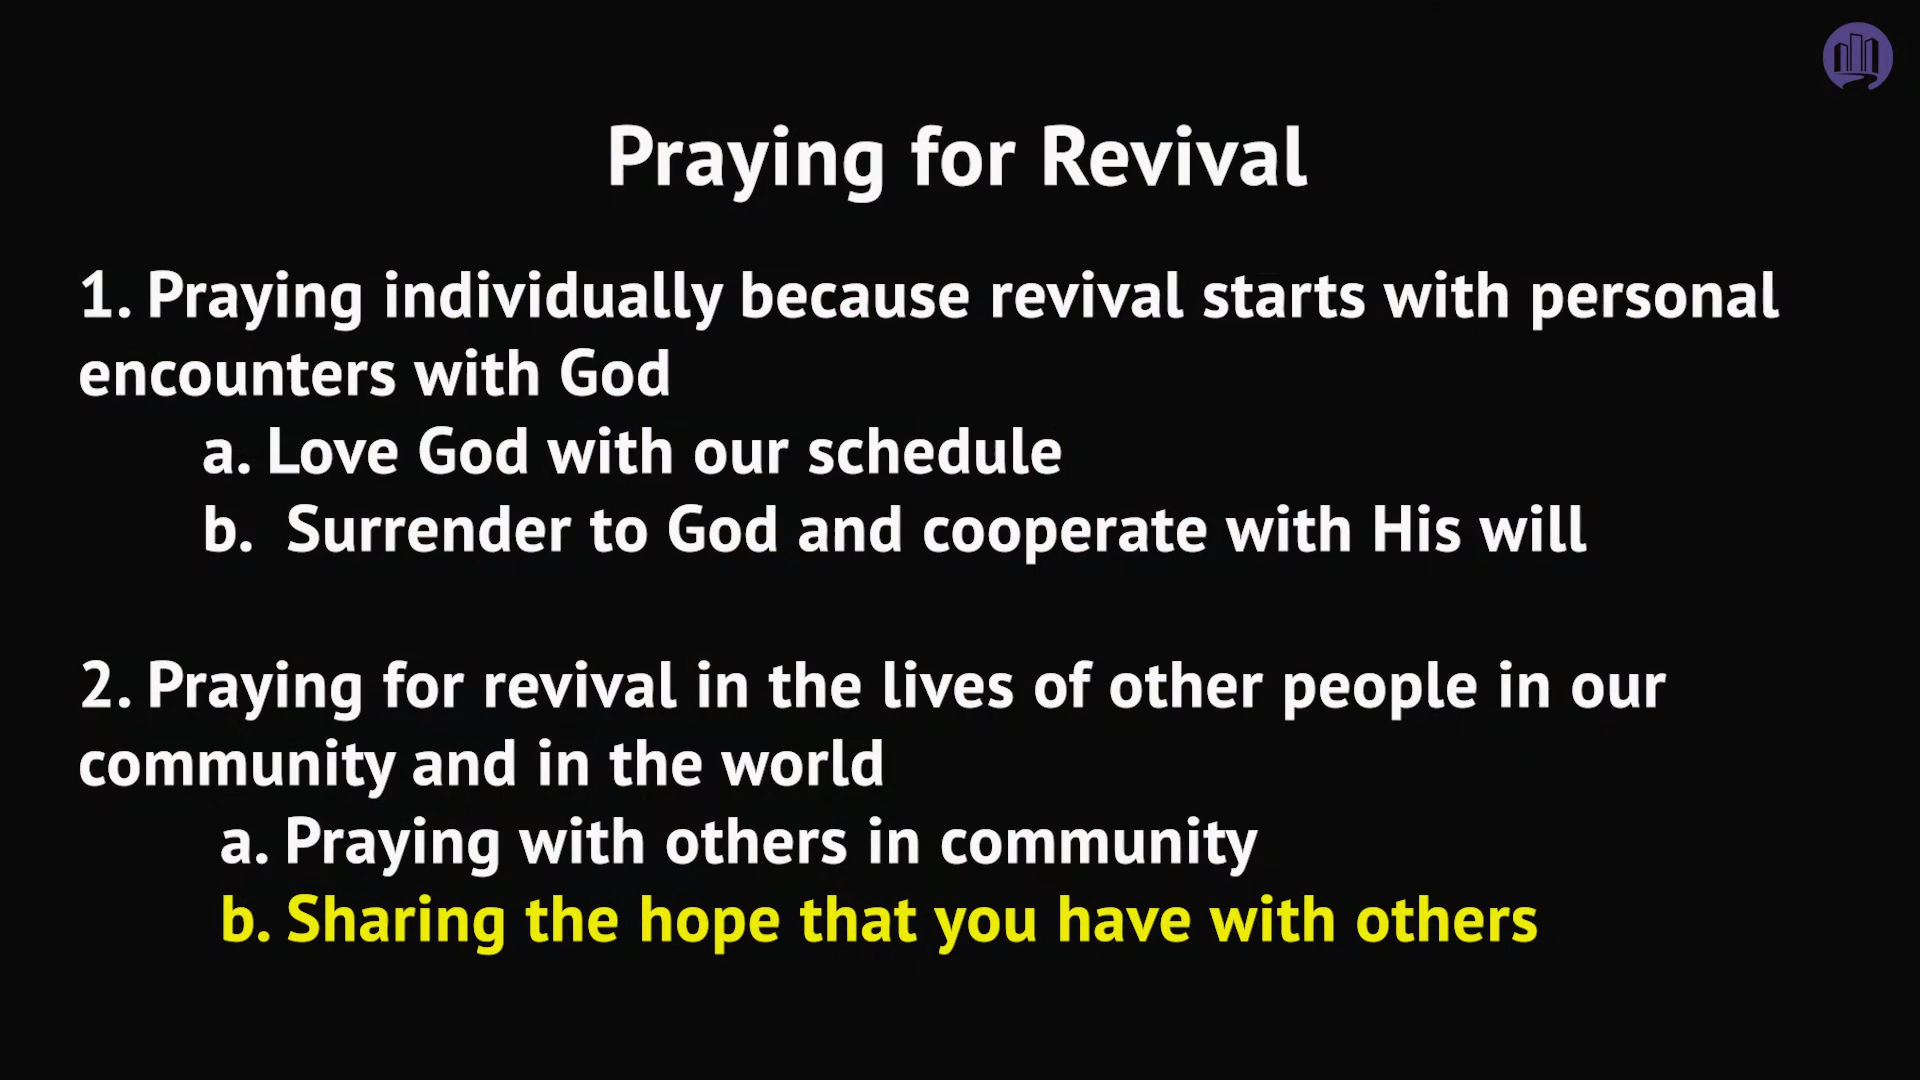 Praying for Revival
1. Praying individually because revival starts with personal
encounters with God
a. Love God with our schedule
b. Surrender to God and cooperate with His will
2. Praying for revival in the lives of other people in our
community and in the world
a. Praying with others in community
b. Sharing the hope that you have with others